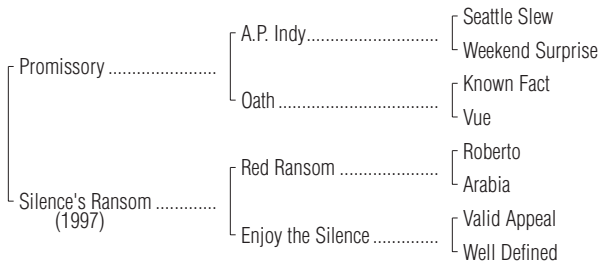 Seattle Slew
A.P. Indy
Weekend Surprise
Promissory
Known Fact
Oath
Vue
Roberto
Red Ransom
Arabia
Silence's Ransom
(1997)
Valid Appeal
Enjoy the Silence
Well Defined